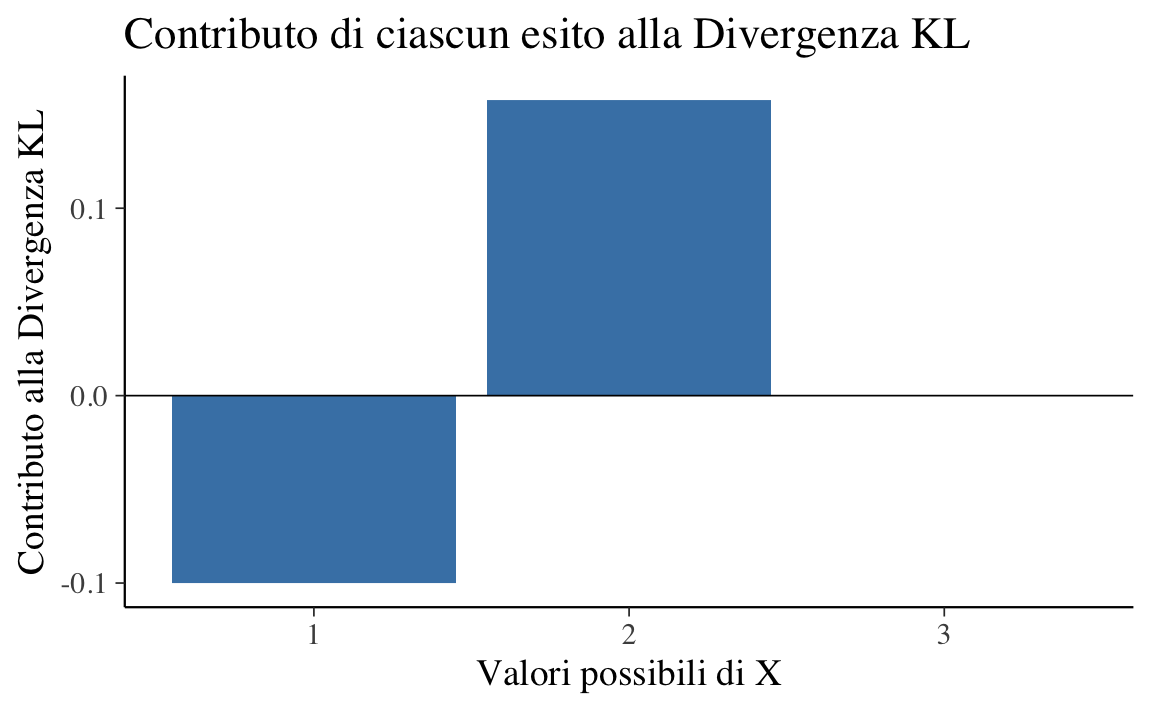 Contributo di ciascun esito alla Divergenza KL
Contributo alla Divergenza KL
0.1
0.0
-0.1
1
2
3
Valori possibili di X